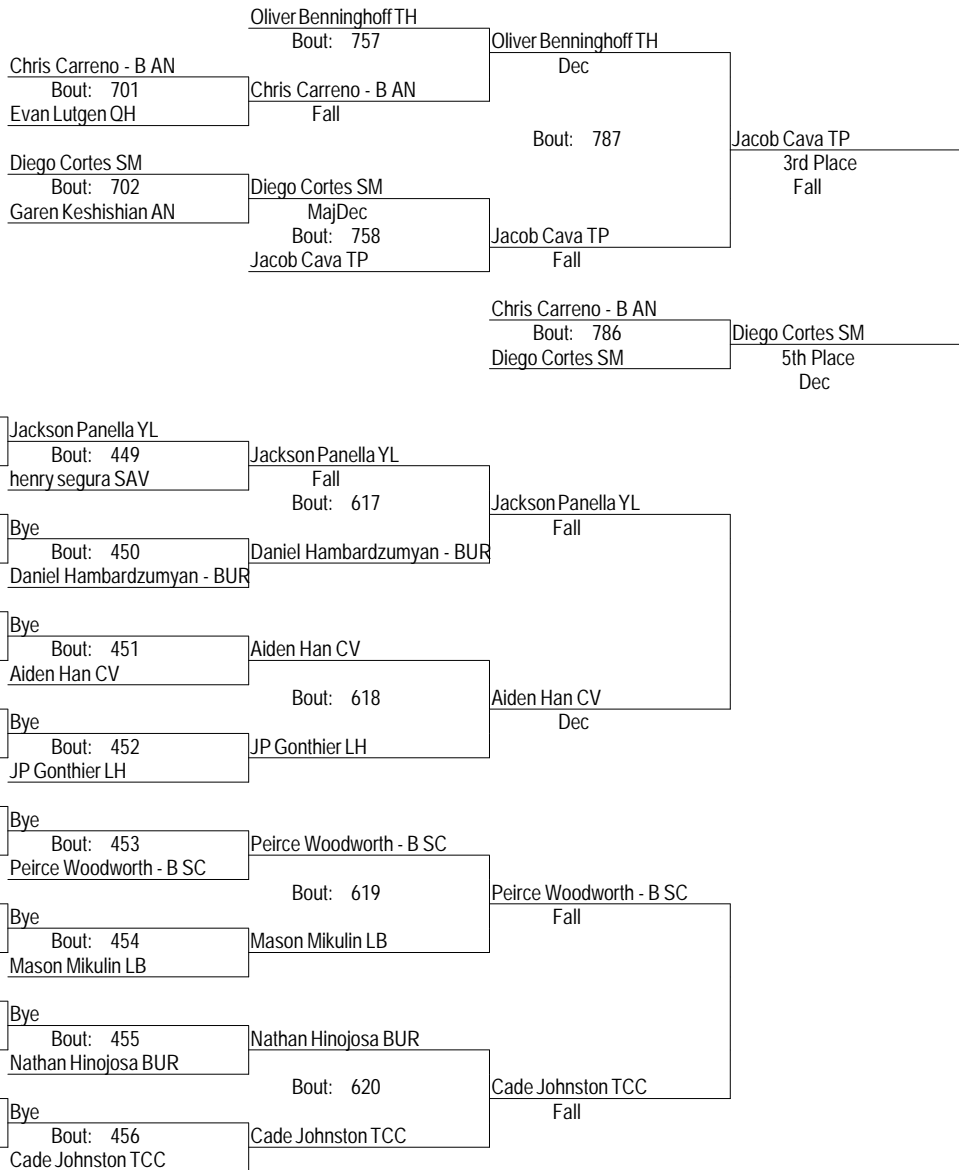 Oliver Benninghoff TH
Bout: 757
Oliver Benninghoff TH
Dec
Chris Carreno - B AN
Bout: 701
Chris Carreno - B AN
Evan Lutgen QH
Fall
Bout: 787
Jacob Cava TP
3rd Place
Fall
Diego Cortes SM
Bout: 702
Diego Cortes SM
Garen Keshishian AN
MajDec
Bout: 758
Jacob Cava TP
Jacob Cava TP
Fall
Chris Carreno - B AN
Bout: 786
Diego Cortes SM
Diego Cortes SM
5th Place
Dec
Jackson Panella YL
Bout: 449
Jackson Panella YL
henry segura SAV
Fall
Bout: 617
Jackson Panella YL
Fall
Bye
Bout: 450
Daniel Hambardzumyan - BUR
Daniel Hambardzumyan - BUR
Bye
Bout: 451
Aiden Han CV
Aiden Han CV
Bout: 618
Aiden Han CV
Dec
Bye
Bout: 452
JP Gonthier LH
JP Gonthier LH
Bye
Bout: 453
Peirce Woodworth - B SC
Peirce Woodworth - B SC
Bout: 619
Peirce Woodworth - B SC
Fall
Bye
Bout: 454
Mason Mikulin LB
Mason Mikulin LB
Bye
Bout: 455
Nathan Hinojosa BUR
Nathan Hinojosa BUR
Bout: 620
Cade Johnston TCC
Fall
Bye
Bout: 456
Cade Johnston TCC
Cade Johnston TCC